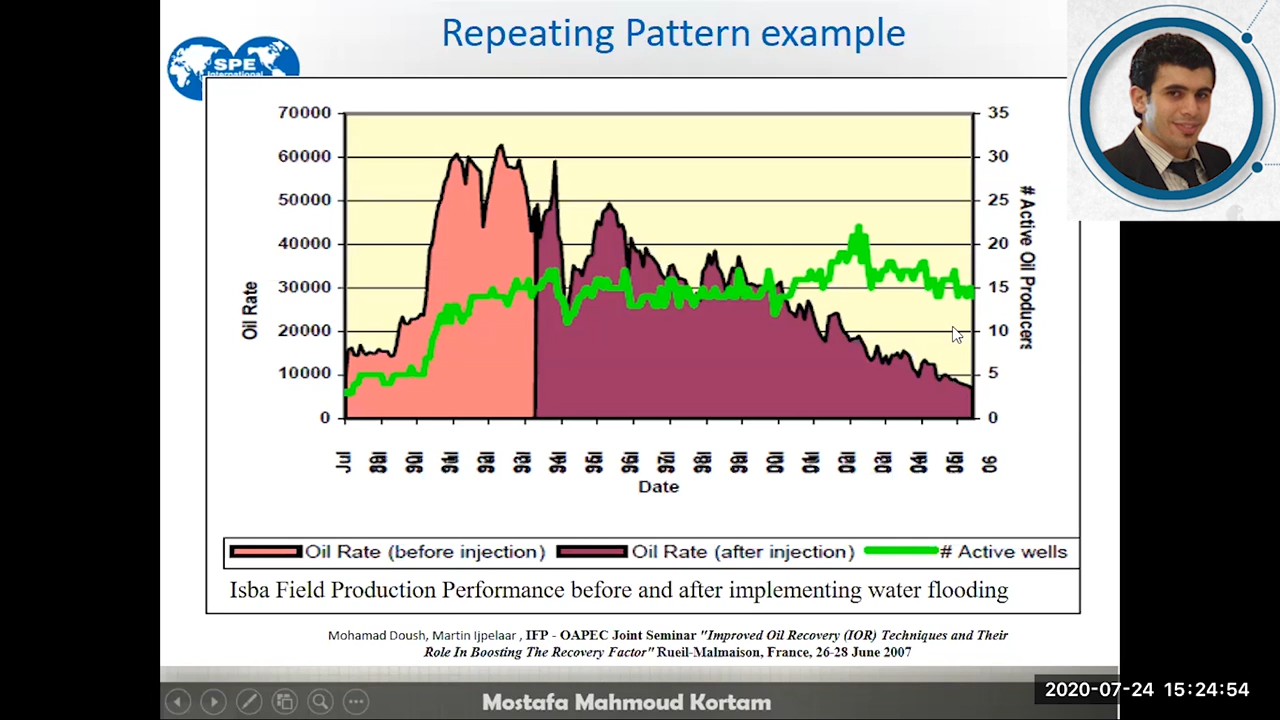 Repeating Pattern example
SPE
International
70000
60000
50000
40000
30000
20000
10000
0
Oil Rate
35
30
25
20
15
10
5
0
# Active Oil Producers
Date
Oil Rate (before injection)
Oil Rate (after injection)
# Active wells
Isba Field Production Performance before and after implementing water flooding
Mohamad Doush, Martin Ijpelaar , IFP - OAPEC Joint Seminar "Improved Oil Recovery (IOR) Techniques and Their
Role In Boosting The Recovery Factor" Rueil-Malmaison, France, 26-28 June 2007
Mostafa Mahmoud Kortam
2020-07-24 15:24:54